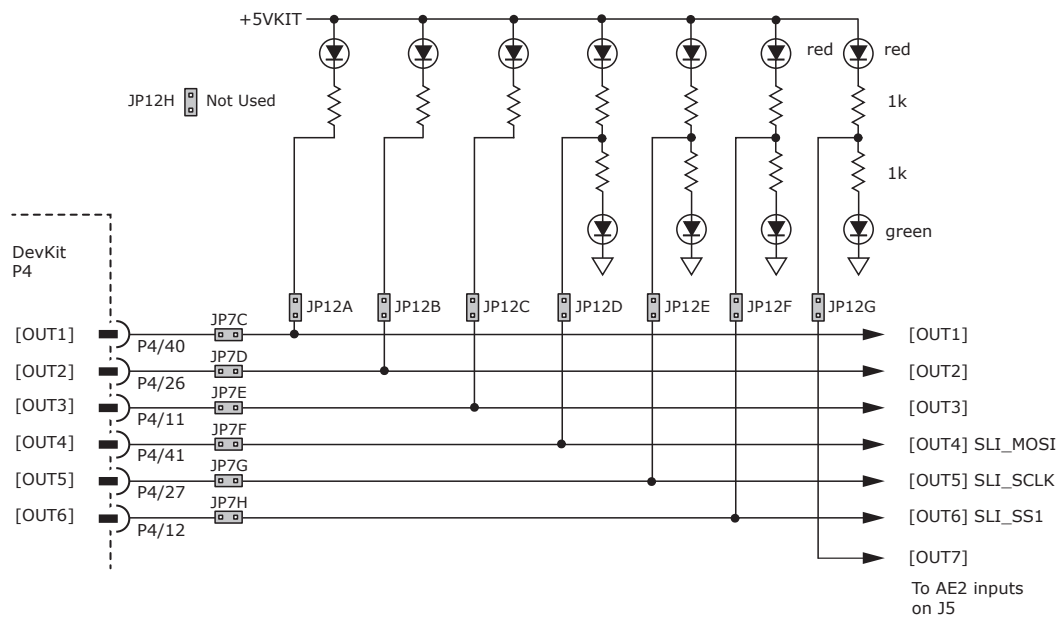 +5VKIT
red
red
JP12H
Not Used
1k
1k
DevKit
P4
green
JP12A
JP12B
JP12C
JP12D
JP12E
JP12F
JP12G
[OUT1]
P4/40
JP7C
[OUT1]
[OUT2]
P4/26
JP7D
[OUT2]
[OUT3]
P4/11
JP7E
[OUT3]
[OUT4]
P4/41
JP7F
[OUT4] SLI_MOSI
[OUT5]
P4/27
JP7G
[OUT5] SLI_SCLK
[OUT6]
P4/12
JP7H
[OUT6] SLI_SS1
[OUT7]
To AE2 inputs
on J5